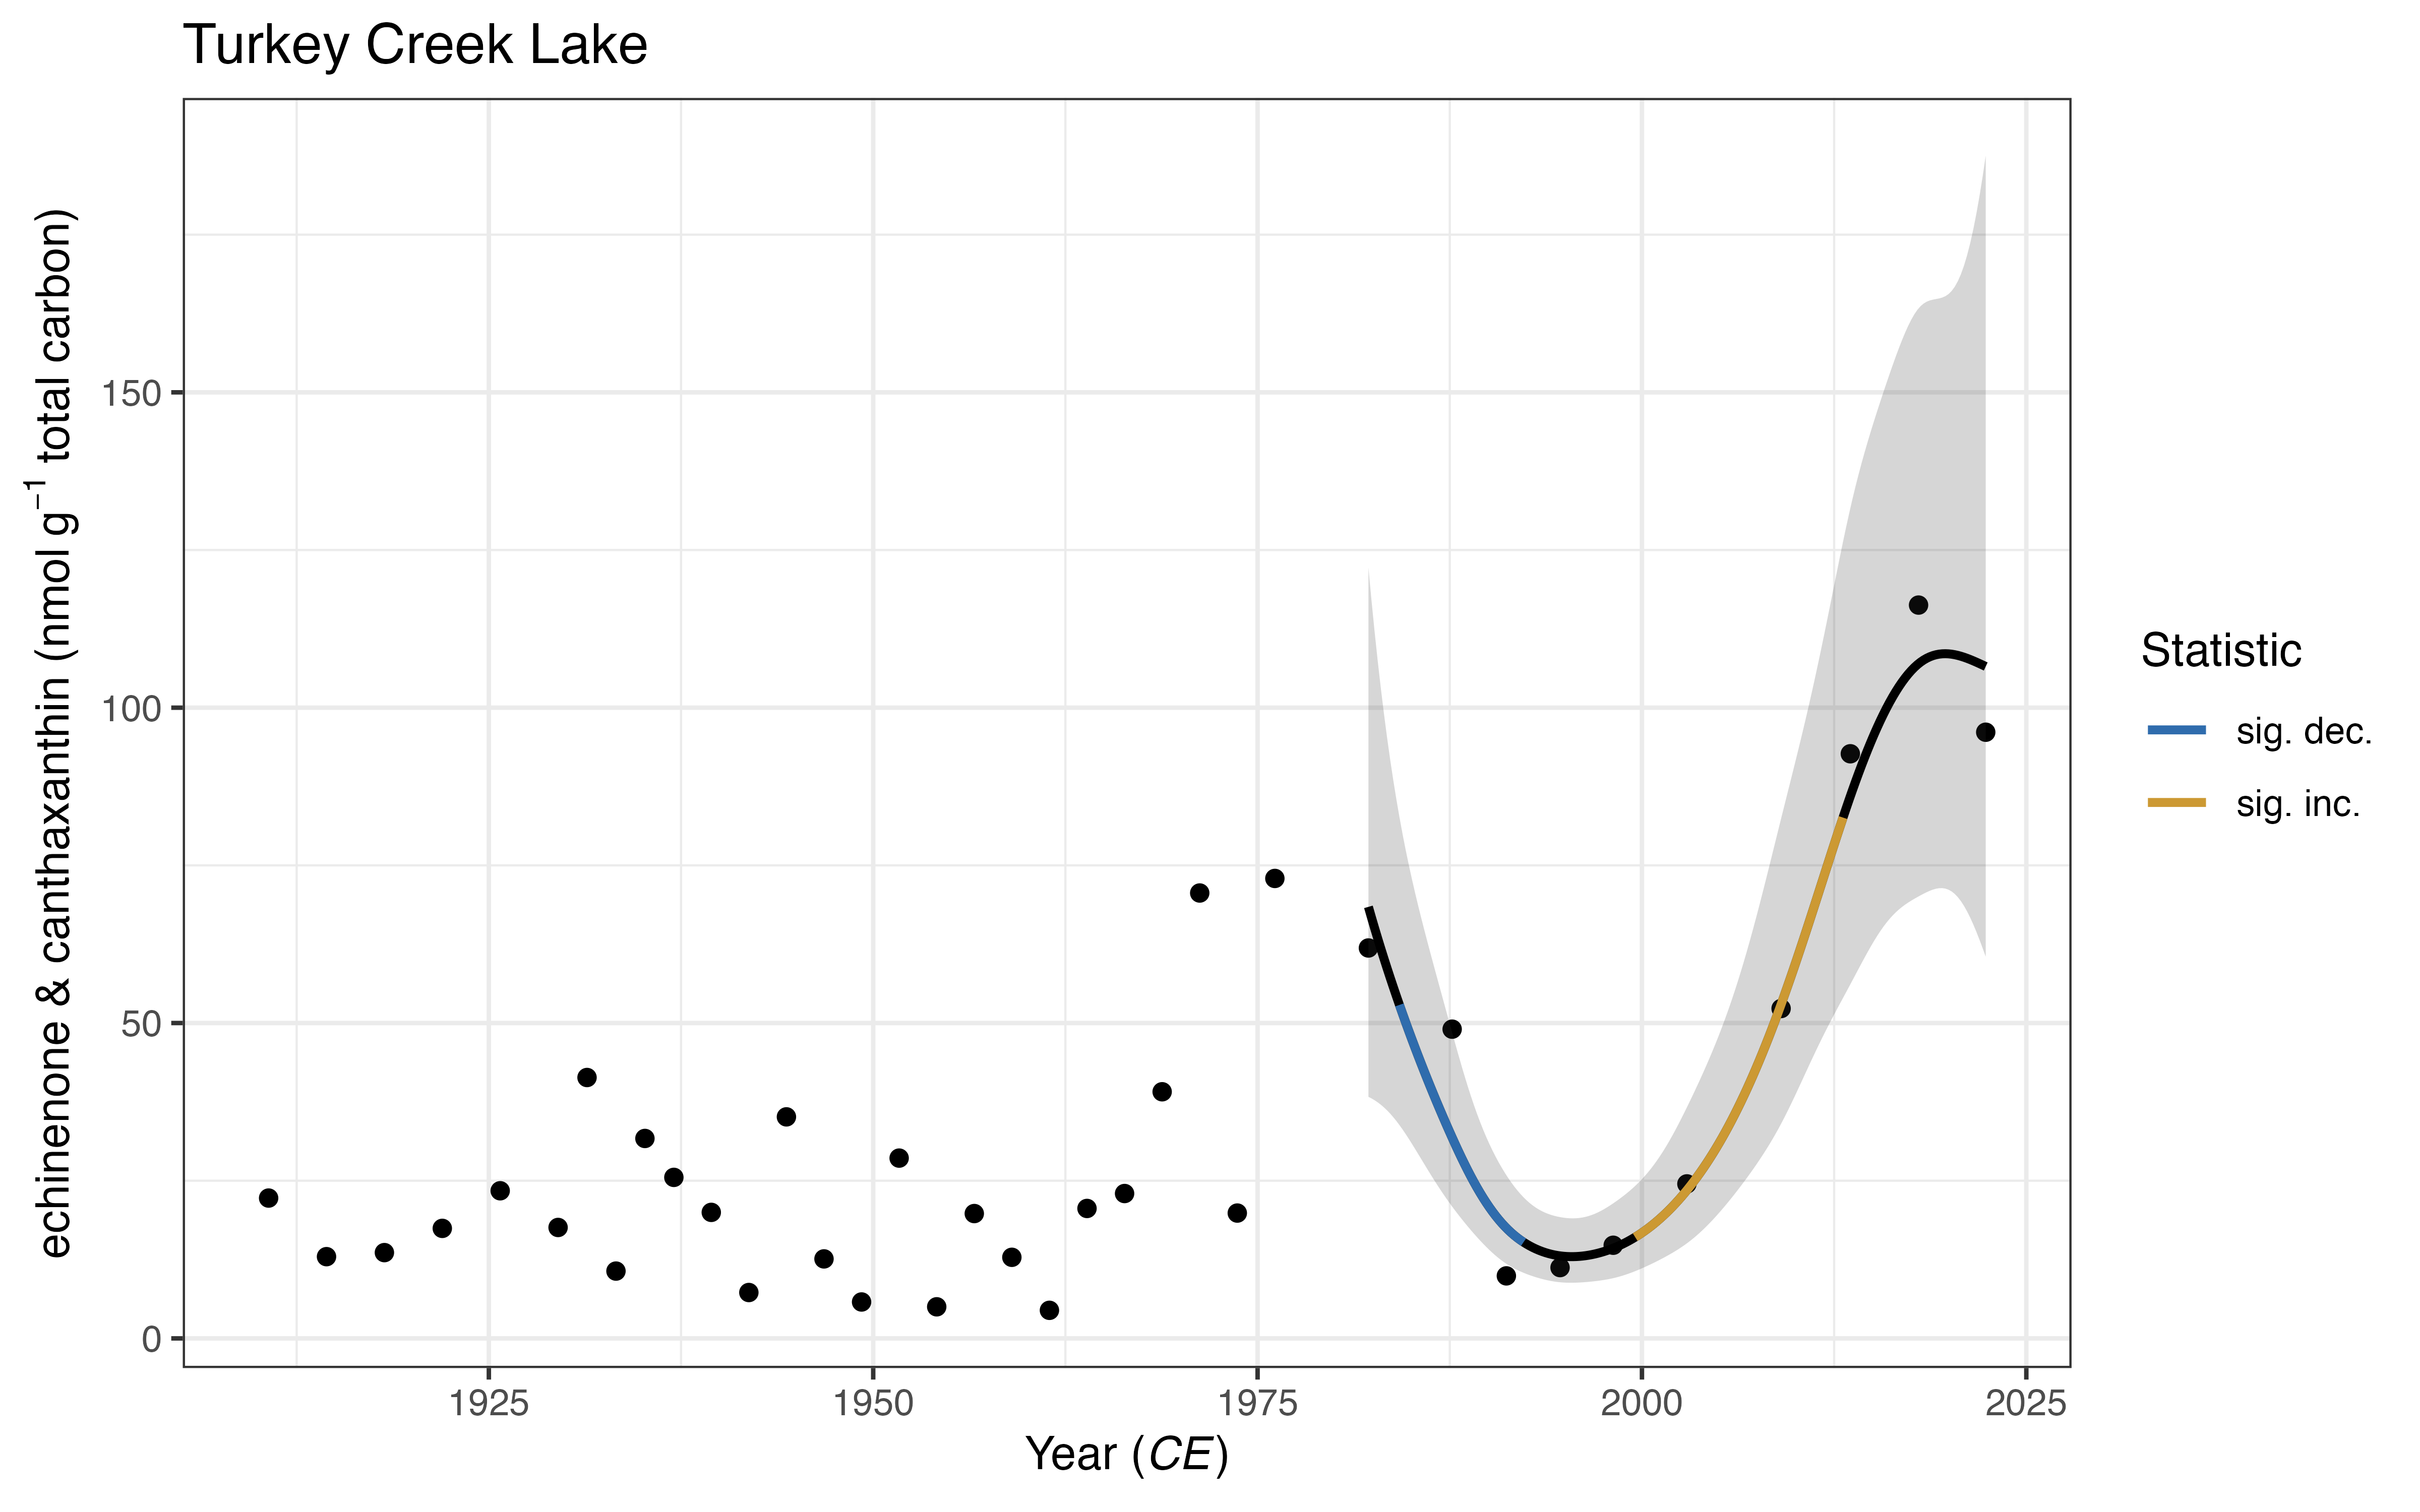 Turkey Creek Lake
echinenone & canthaxanthin (nmol g⁻¹ total carbon)
150
100
50
0
1925 1950 1975 2000 2025
Year (CE)
Statistic
sig. dec.
sig. inc.